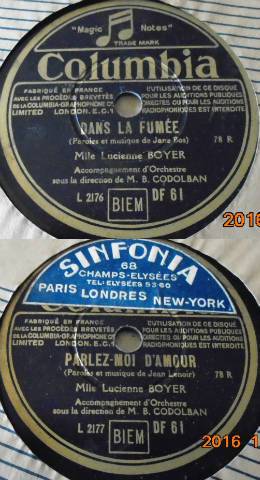 "Magic Notes"
TRADE MARK
Columbia
FABRIQUÉ EN FRANCE
AVEC LES PROCÉDÉS BREVETÉS
DE LA COLUMBIA-GRAPHOPHONE Cº
LIMITED LONDON. E.C.1
L'UTILISATION DE CE DISQUE
POUR LES AUDITIONS PUBLIQUES
DIRECTES OU POUR LES AUDITIONS
RADIOPHONIQUES EST INTERDITE
DANS LA FUMÉE
(Paroles et musique de Jane Bos)
78 R
Mlle Lucienne BOYER
Accompagnement d'Orchestre
sous la direction de M. B. CODOLBAN
L 2176 BIEM DF 61
2016
SINFONIA
68
CHAMPS-ELYSÉES
TEL: ELYSÉES 53-60
PARIS LONDRES NEW-YORK
FABRIQUÉ EN FRANCE
AVEC LES PROCÉDÉS BREVETÉS
DE LA COLUMBIA-GRAPHOPHONE Cº
LIMITED LONDON. E.C.1
L'UTILISATION DE CE DISQUE
POUR LES AUDITIONS PUBLIQUES
DIRECTES OU POUR LES AUDITIONS
RADIOPHONIQUES EST INTERDITE
PARLEZ-MOI D'AMOUR
(Paroles et musique de Jean Lenoir)
78 R
Mlle Lucienne BOYER
Accompagnement d'Orchestre
sous la direction de M. B. CODOLBAN
L 2177 BIEM DF 61
2016 1